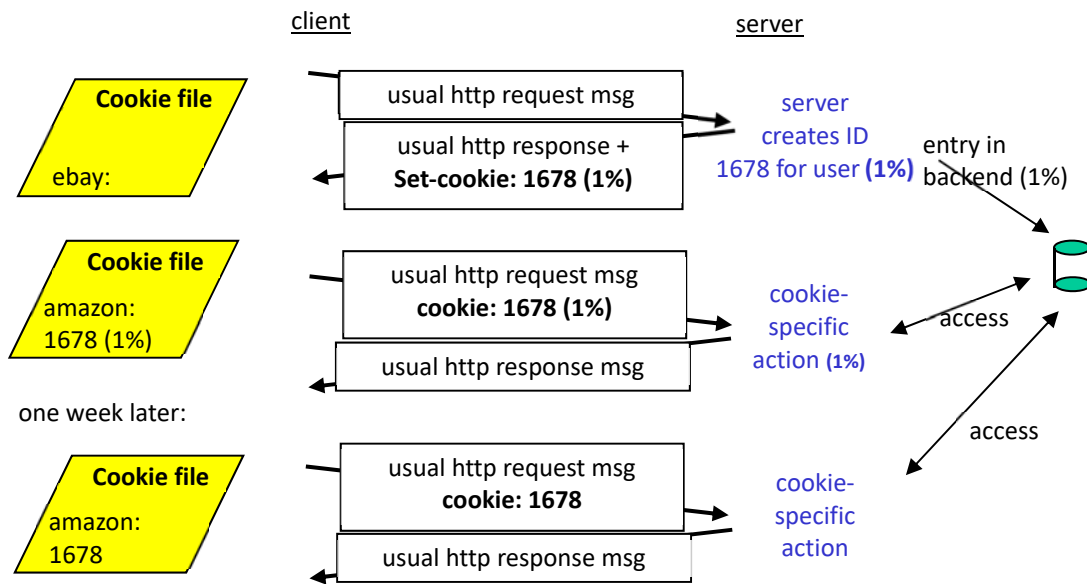 client
server
Cookie file
ebay:
usual http request msg
usual http response +
Set-cookie: 1678 (1%)
server
creates ID
1678 for user (1%)
entry in
backend (1%)
Cookie file
amazon:
1678 (1%)
usual http request msg
cookie: 1678 (1%)
usual http response msg
cookie-
specific
action (1%)
access
one week later:
access
Cookie file
amazon:
1678
usual http request msg
cookie: 1678
usual http response msg
cookie-
specific
action